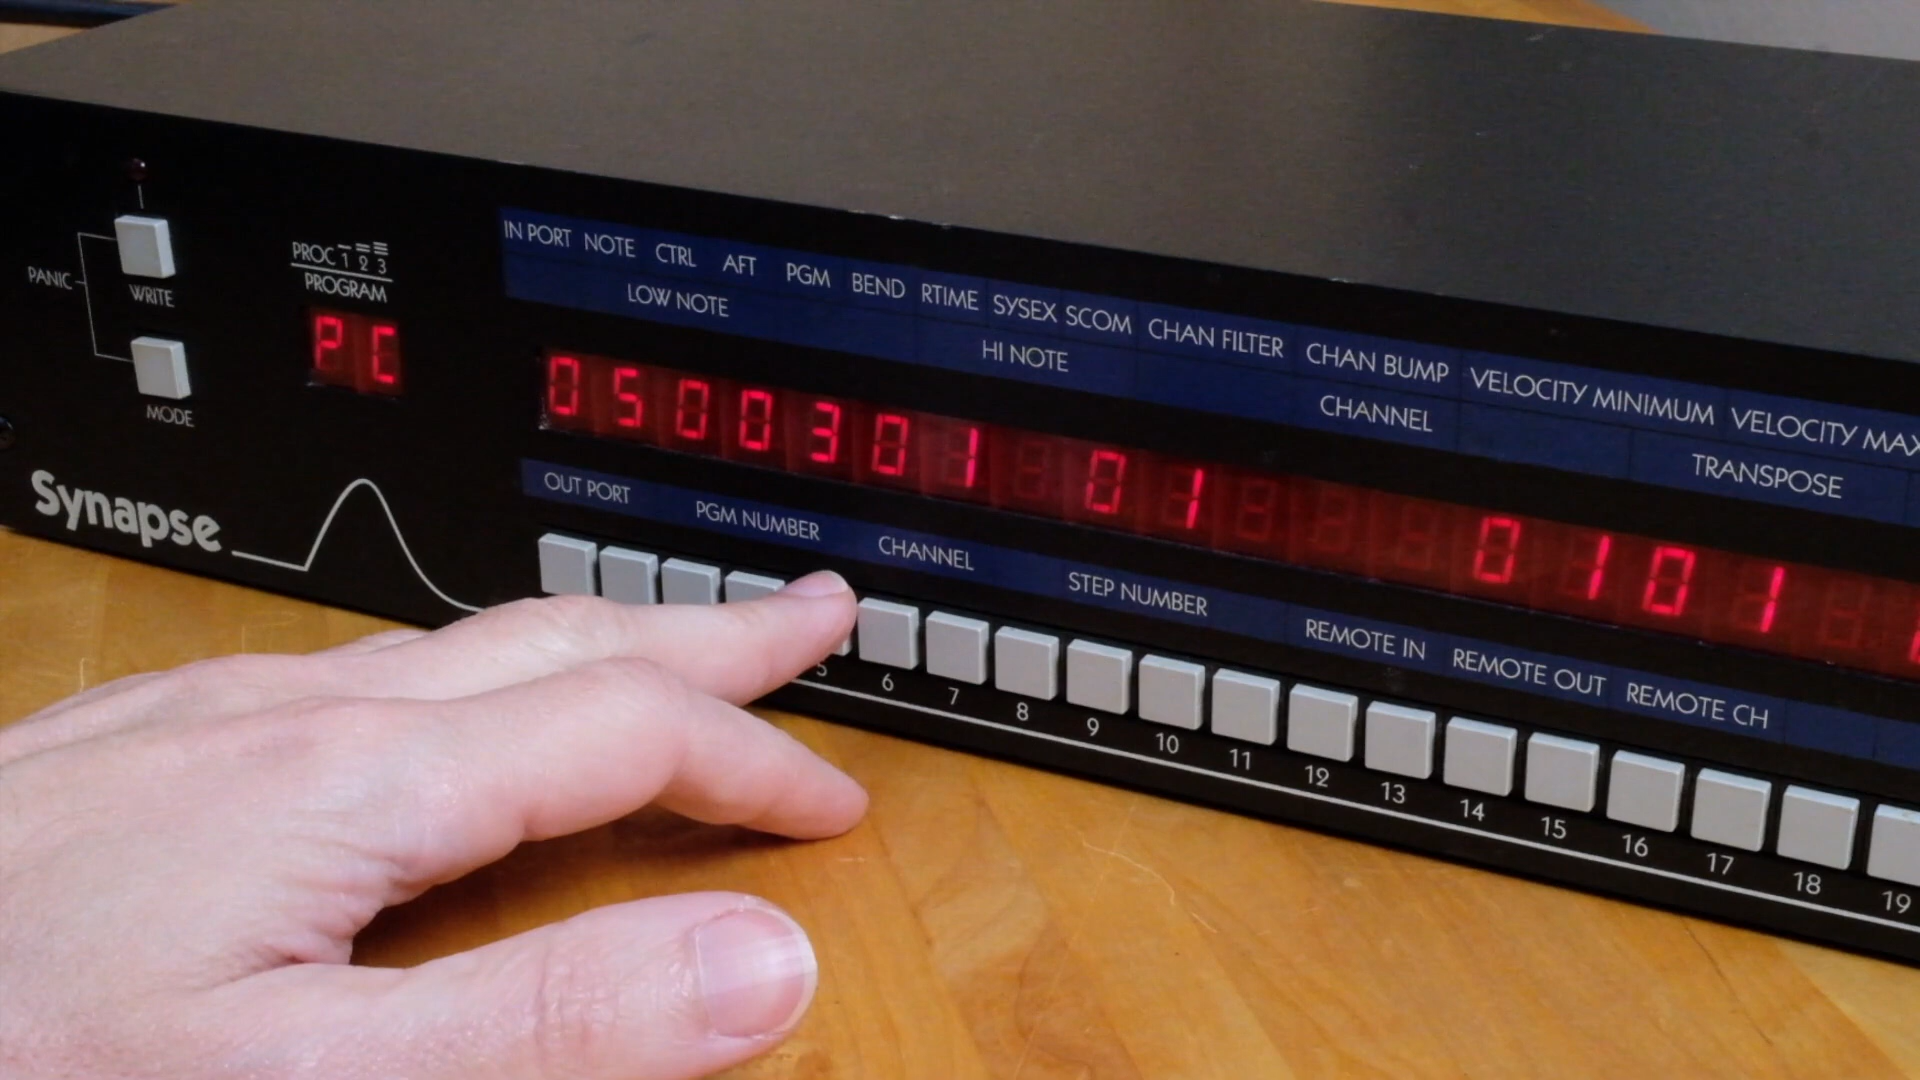 IN PORT NOTE CTRL AFT PGM BEND RTIME SYSEX SCOM CHAN FILTER CHAN BUMP VELOCITY MINIMUM VELOCITY MAX
LOW NOTE HI NOTE CHANNEL TRANSPOSE
PROC 1 2 3
PROGRAM
PANIC
WRITE
MODE
PC
0500301 01 0101
Synapse
OUT PORT PGM NUMBER CHANNEL STEP NUMBER REMOTE IN REMOTE OUT REMOTE CH
5 6 7 8 9 10 11 12 13 14 15 16 17 18 19